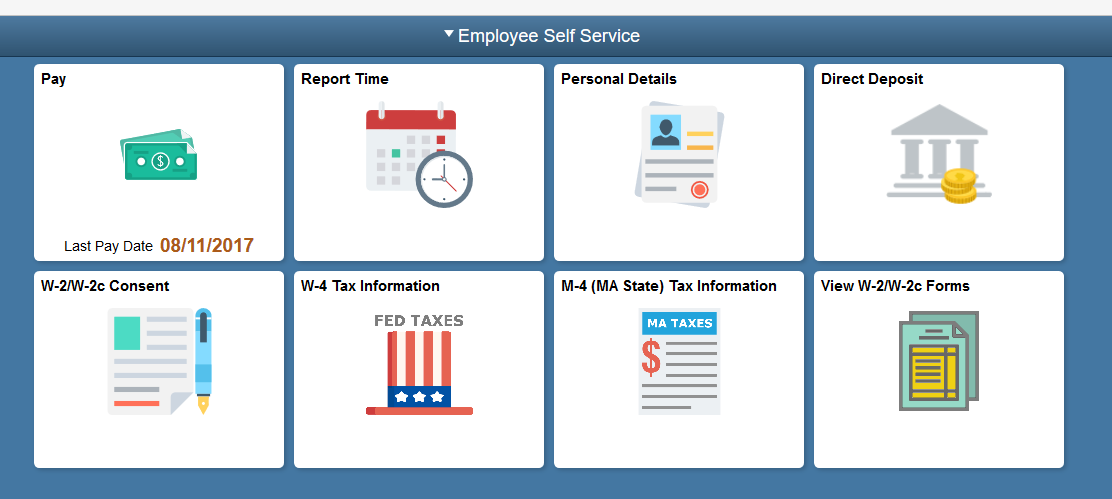 Employee Self Service
Pay
Last Pay Date 08/11/2017
Report Time
Personal Details
Direct Deposit
W-2/W-2c Consent
W-4 Tax Information
FED TAXES
M-4 (MA State) Tax Information
MA TAXES
$
View W-2/W-2c Forms